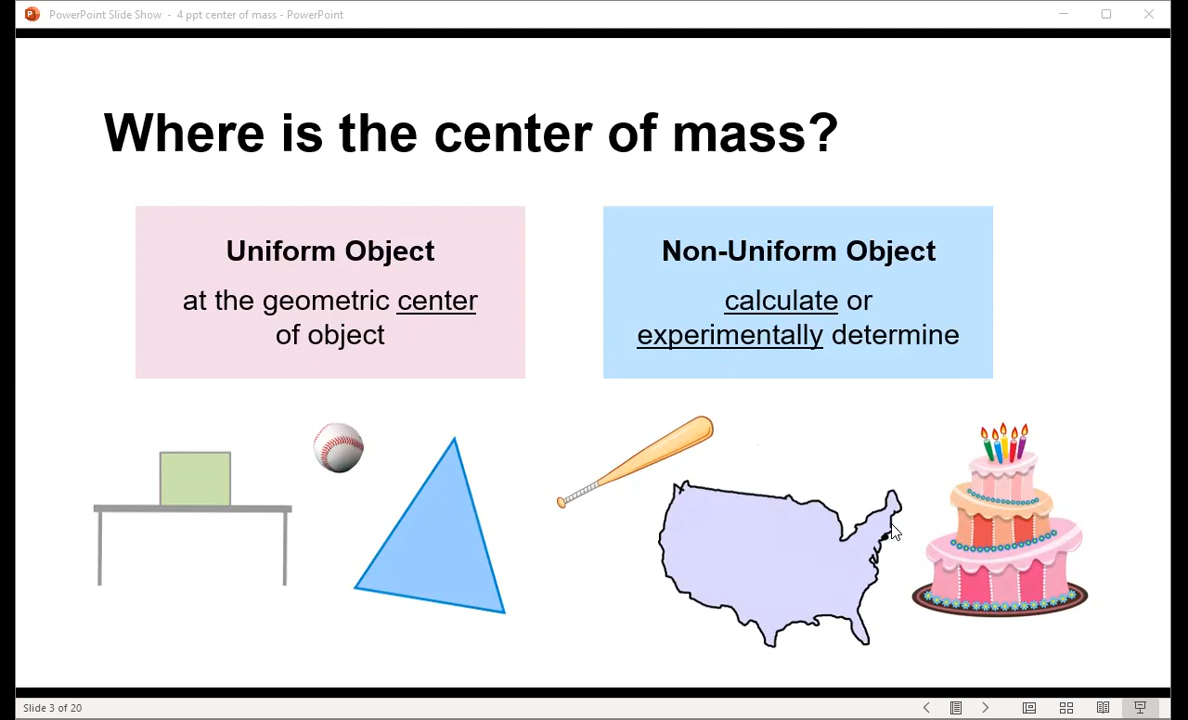 PowerPoint Slide Show - 4 ppt center of mass - PowerPoint
Where is the center of mass?
Uniform Object
at the geometric center
of object
Non-Uniform Object
calculate or
experimentally determine
Slide 3 of 20